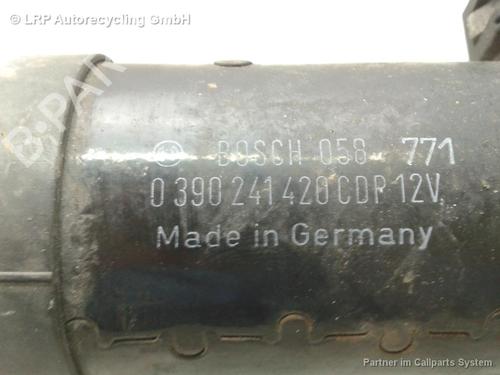 LRP Autorecycling GmbH
B-PARTS
BOSCH 058 771
0 390 241 420 CDP 12V
Made in Germany
Partner im Callparts System